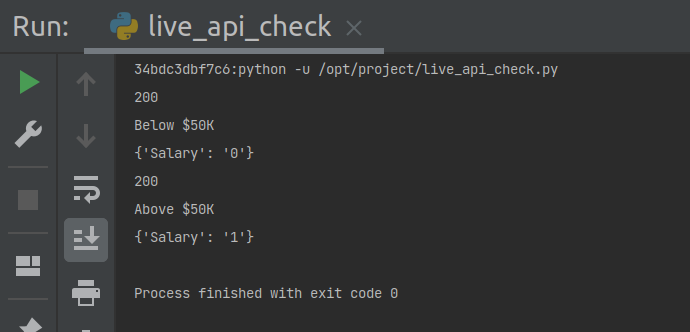 Run: live_api_check
34bdc3dbf7c6:python -u /opt/project/live_api_check.py
200
Below $50K
{'Salary': '0'}
200
Above $50K
{'Salary': '1'}
Process finished with exit code 0